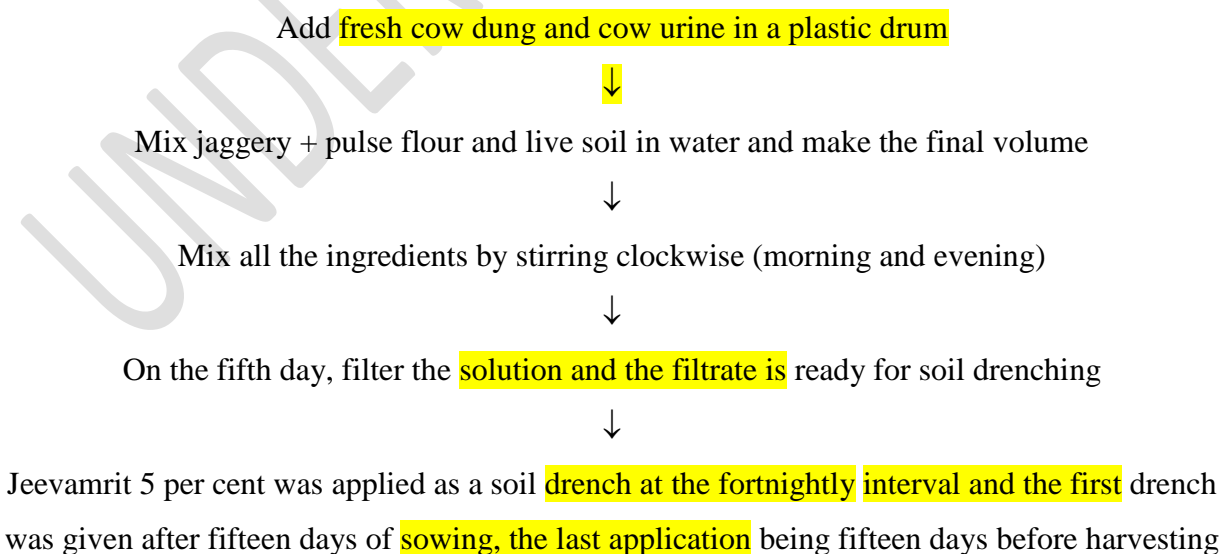 Add fresh cow dung and cow urine in a plastic drum
↓
Mix jaggery + pulse flour and live soil in water and make the final volume
↓
Mix all the ingredients by stirring clockwise (morning and evening)
↓
On the fifth day, filter the solution and the filtrate is ready for soil drenching
↓
Jeevamrit 5 per cent was applied as a soil drench at the fortnightly interval and the first drench
was given after fifteen days of sowing, the last application being fifteen days before harvesting
UNDE